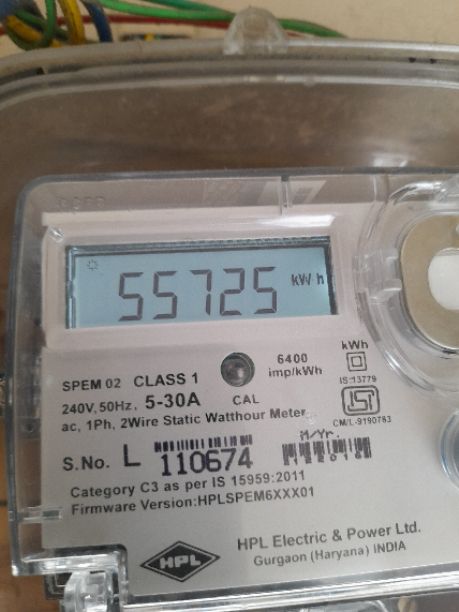 55725 kWh
6400
imp/kWh
kWh
SPEM 02 CLASS 1
CAL
IS:13779
240V, 50Hz, 5-30A
ac, 1Ph, 2Wire Static Watthour Meter
CM/L-9190763
M/Yr.
S.No. L 110674
Category C3 as per IS 15959:2011
Firmware Version:HPLSPEM6XXX01
HPL
HPL Electric & Power Ltd.
Gurgaon (Haryana) INDIA